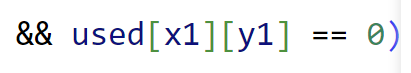 && used[x1][y1] == 0)